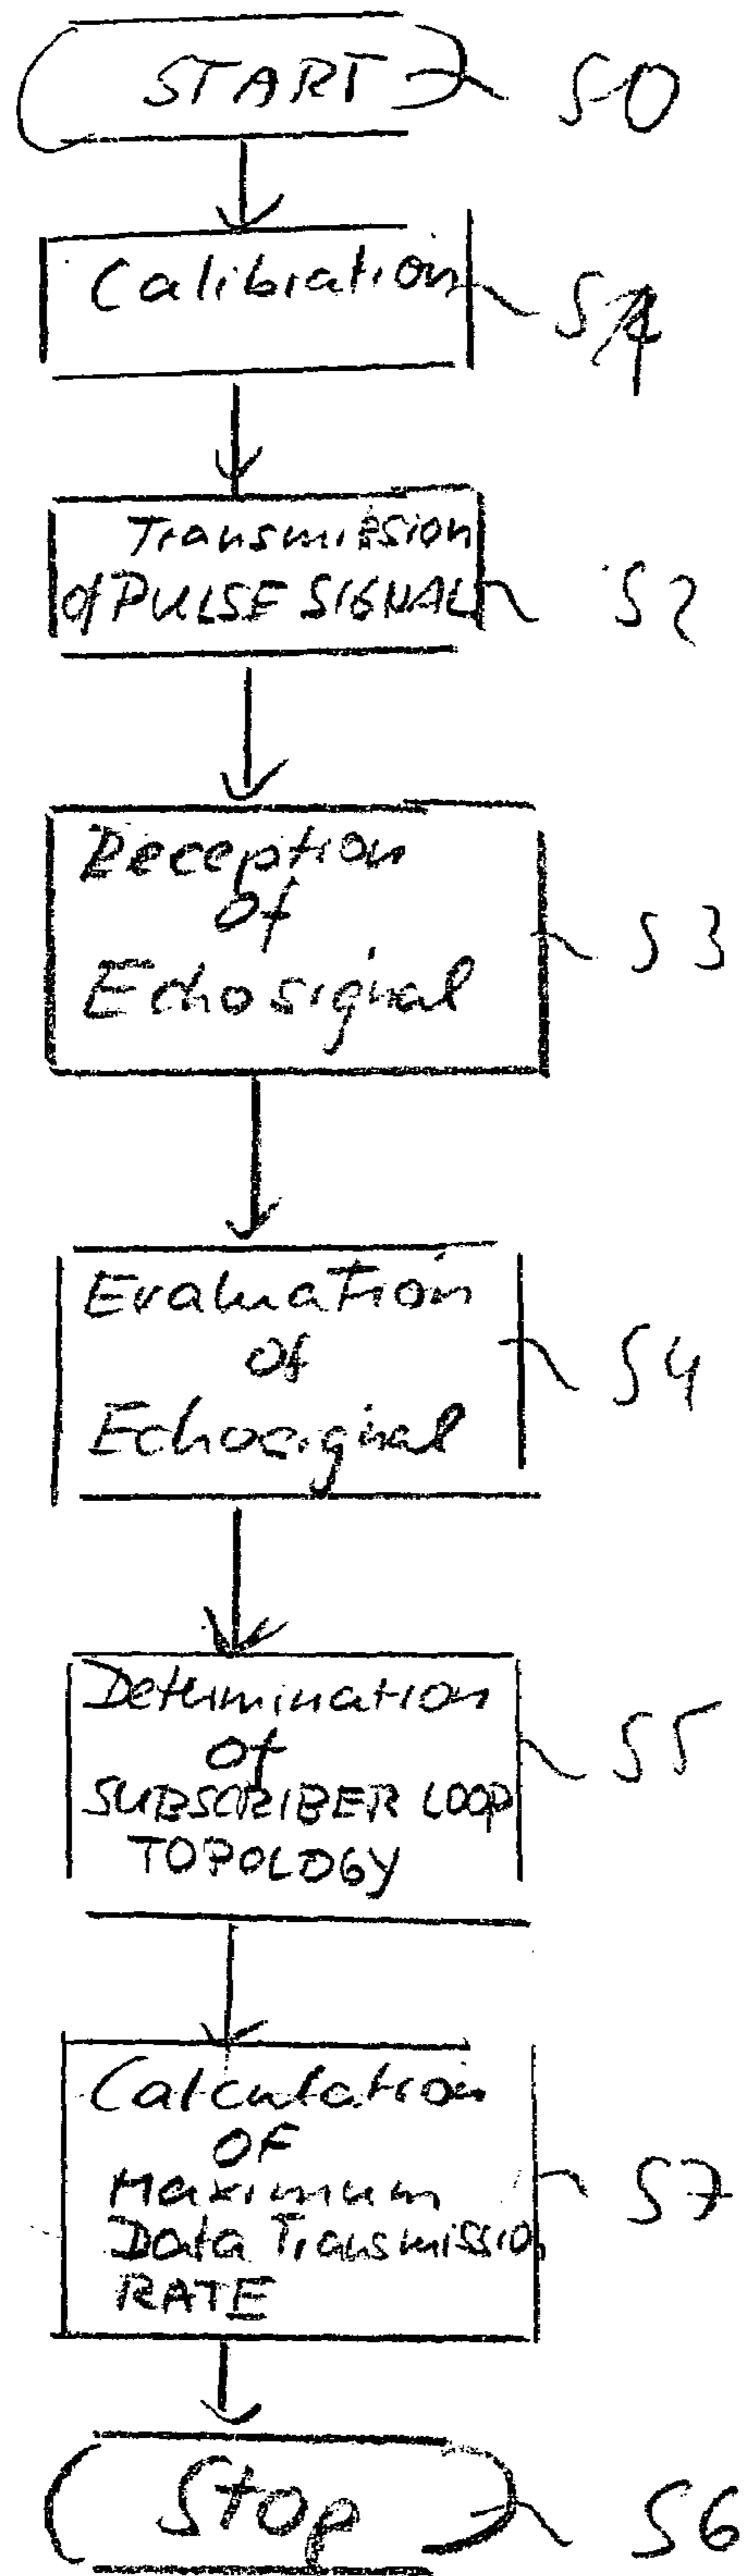 START S0
Calibration S1
Transmission
of PULSE SIGNAL S2
Reception
of
Echosignal S3
Evaluation
of
Echosignal S4
Determination
of
SUBSCRIBER LOOP
TOPOLOGY S5
Calculation
OF
Maximum
Data Transmission
RATE S7
Stop S6